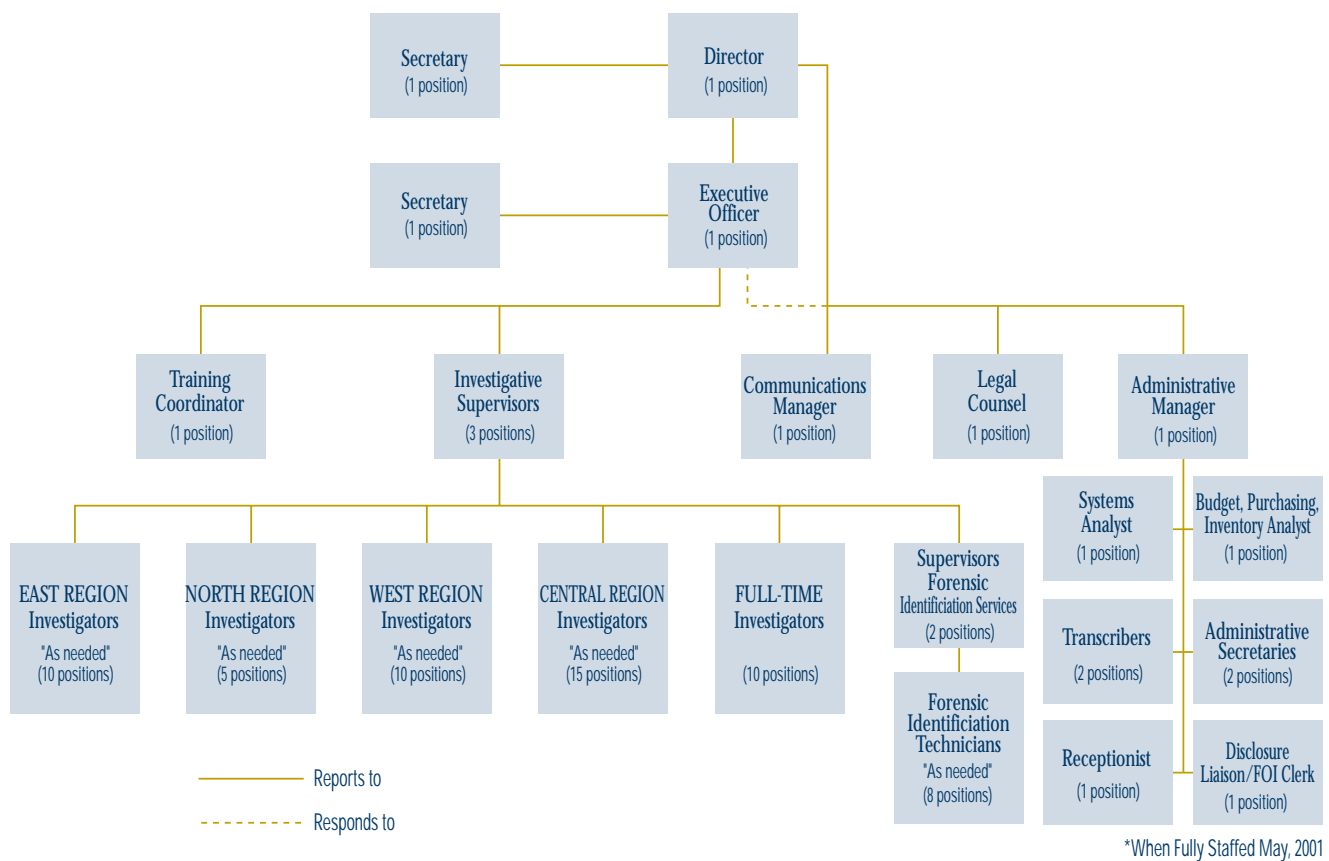 Secretary
(1 position)
Director
(1 position)
Secretary
(1 position)
Executive
Officer
(1 position)
Training
Coordinator
(1 position)
Investigative
Supervisors
(3 positions)
Communications
Manager
(1 position)
Legal
Counsel
(1 position)
Administrative
Manager
(1 position)
Systems
Analyst
(1 position)
Budget, Purchasing,
Inventory Analyst
(1 position)
EAST REGION
Investigators
"As needed"
(10 positions)
NORTH REGION
Investigators
"As needed"
(5 positions)
WEST REGION
Investigators
"As needed"
(10 positions)
CENTRAL REGION
Investigators
"As needed"
(15 positions)
FULL-TIME
Investigators
(10 positions)
Supervisors
Forensic
Identificiation Services
(2 positions)
Transcribers
(2 positions)
Administrative
Secretaries
(2 positions)
Forensic
Identificiation
Technicians
"As needed"
(8 positions)
Receptionist
(1 position)
Disclosure
Liaison/FOI Clerk
(1 position)
Reports to
Responds to
*When Fully Staffed May, 2001